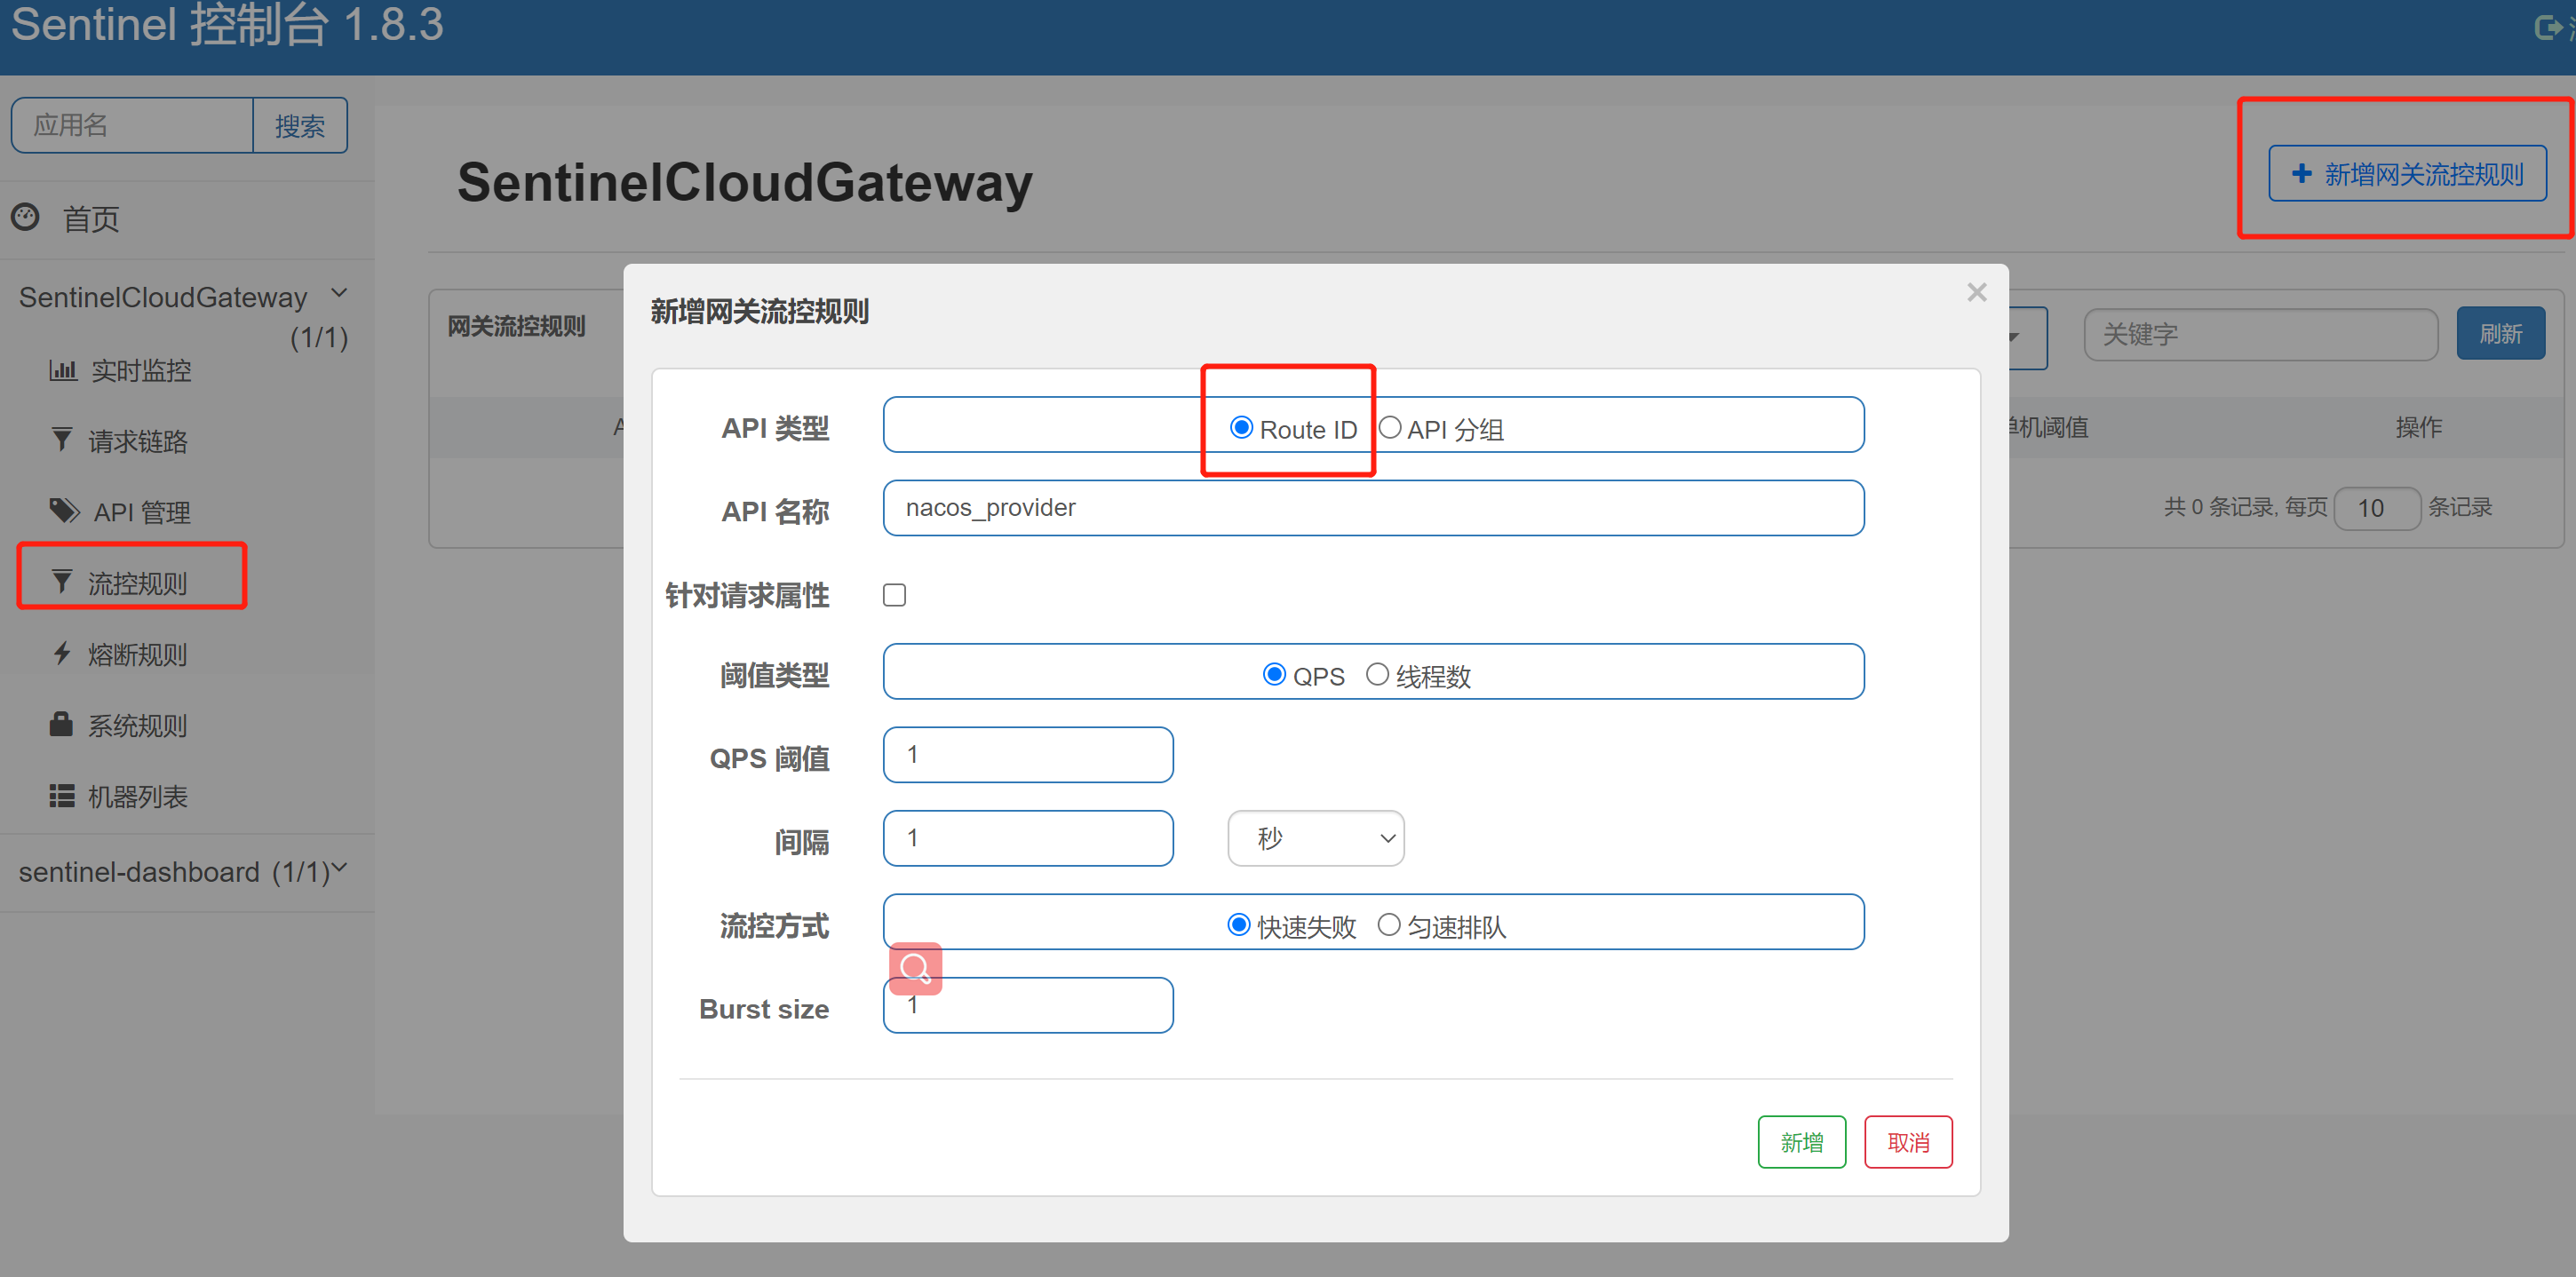 Sentinel 控制台 1.8.3
应用名
搜索
首页
SentinelCloudGateway
(1/1)
实时监控
请求链路
API 管理
流控规则
熔断规则
系统规则
机器列表
sentinel-dashboard (1/1)
SentinelCloudGateway
新增网关流控规则
网关流控规则
关键字
刷新
机阈值
操作
共 0 条记录, 每页 10 条记录
新增网关流控规则
×
API 类型
Route ID API 分组
API 名称
nacos_provider
针对请求属性
阈值类型
QPS 线程数
QPS 阈值
1
间隔
1
秒
流控方式
快速失败 匀速排队
Burst size
1
新增
取消